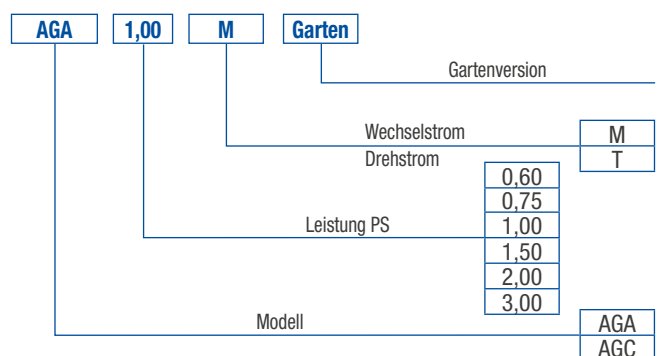 AGA 1,00 M Garten
Gartenversion
Wechselstrom M
Drehstrom T
0,60
0,75
Leistung PS 1,00
1,50
2,00
3,00
Modell AGA
AGC